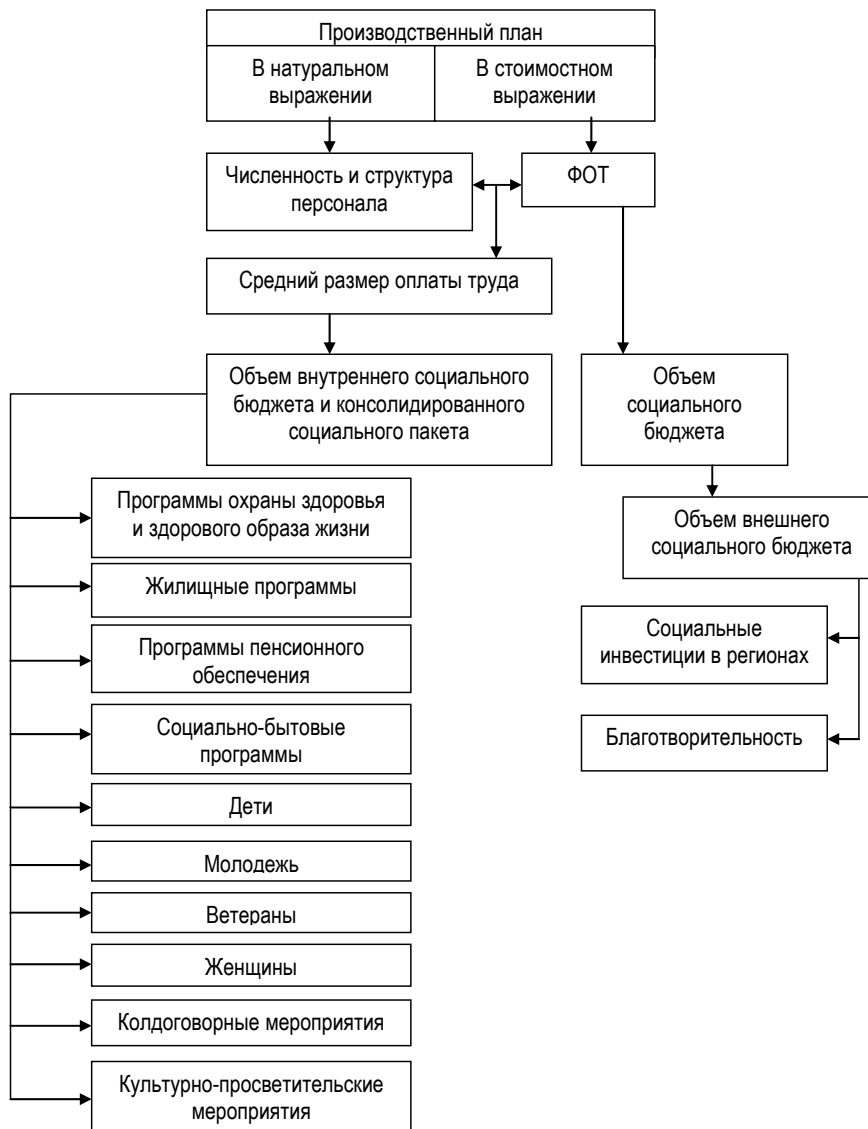 Производственный план
В натуральном
выражении
В стоимостном
выражении
Численность и структура
персонала
ФОТ
Средний размер оплаты труда
Объем внутреннего социального
бюджета и консолидированного
социального пакета
Объем
социального
бюджета
Программы охраны здоровья
и здорового образа жизни
Объем внешнего
социального бюджета
Жилищные программы
Социальные
инвестиции в регионах
Программы пенсионного
обеспечения
Социально-бытовые
программы
Благотворительность
Дети
Молодежь
Ветераны
Женщины
Колдоговорные мероприятия
Культурно-просветительские
мероприятия